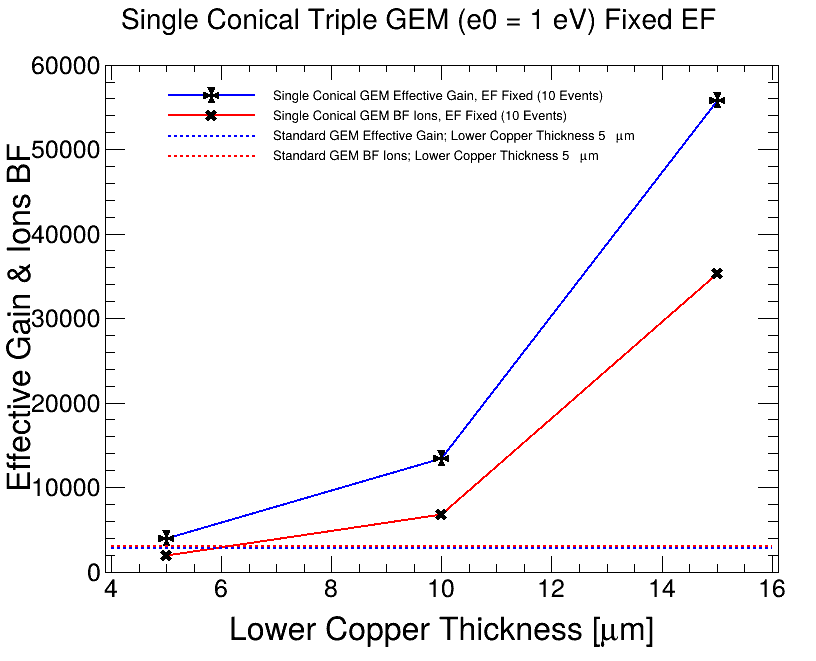 Single Conical Triple GEM (e0 = 1 eV) Fixed EF
Effective Gain & Ions BF
60000
50000
40000
30000
20000
10000
0
Single Conical GEM Effective Gain, EF Fixed (10 Events)
Single Conical GEM BF Ions, EF Fixed (10 Events)
Standard GEM Effective Gain; Lower Copper Thickness 5 μm
Standard GEM BF Ions; Lower Copper Thickness 5 μm
4 6 8 10 12 14 16
Lower Copper Thickness [μm]